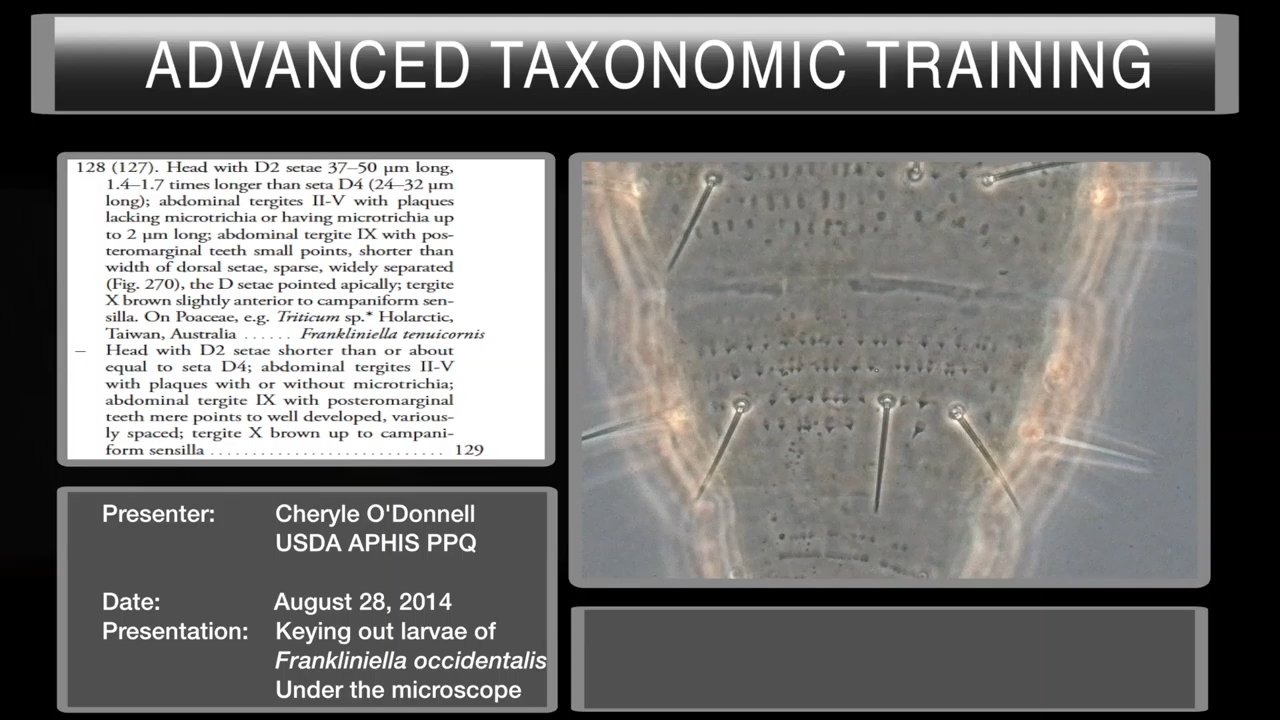 ADVANCED TAXONOMIC TRAINING
128 (127). Head with D2 setae 37–50 µm long,
1.4–1.7 times longer than seta D4 (24–32 µm
long); abdominal tergites II-V with plaques
lacking microtrichia or having microtrichia up
to 2 µm long; abdominal tergite IX with pos-
teromarginal teeth small points, shorter than
width of dorsal setae, sparse, widely separated
(Fig. 270), the D setae pointed apically; tergite
X brown slightly anterior to campaniform sen-
silla. On Poaceae, e.g. Triticum sp.* Holarctic,
Taiwan, Australia ...... Frankliniella tenuicornis
– Head with D2 setae shorter than or about
equal to seta D4; abdominal tergites II-V
with plaques with or without microtrichia;
abdominal tergite IX with posteromarginal
teeth mere points to well developed, various-
ly spaced; tergite X brown up to campani-
form sensilla ............................ 129
Presenter: Cheryle O'Donnell
USDA APHIS PPQ
Date: August 28, 2014
Presentation: Keying out larvae of
Frankliniella occidentalis
Under the microscope